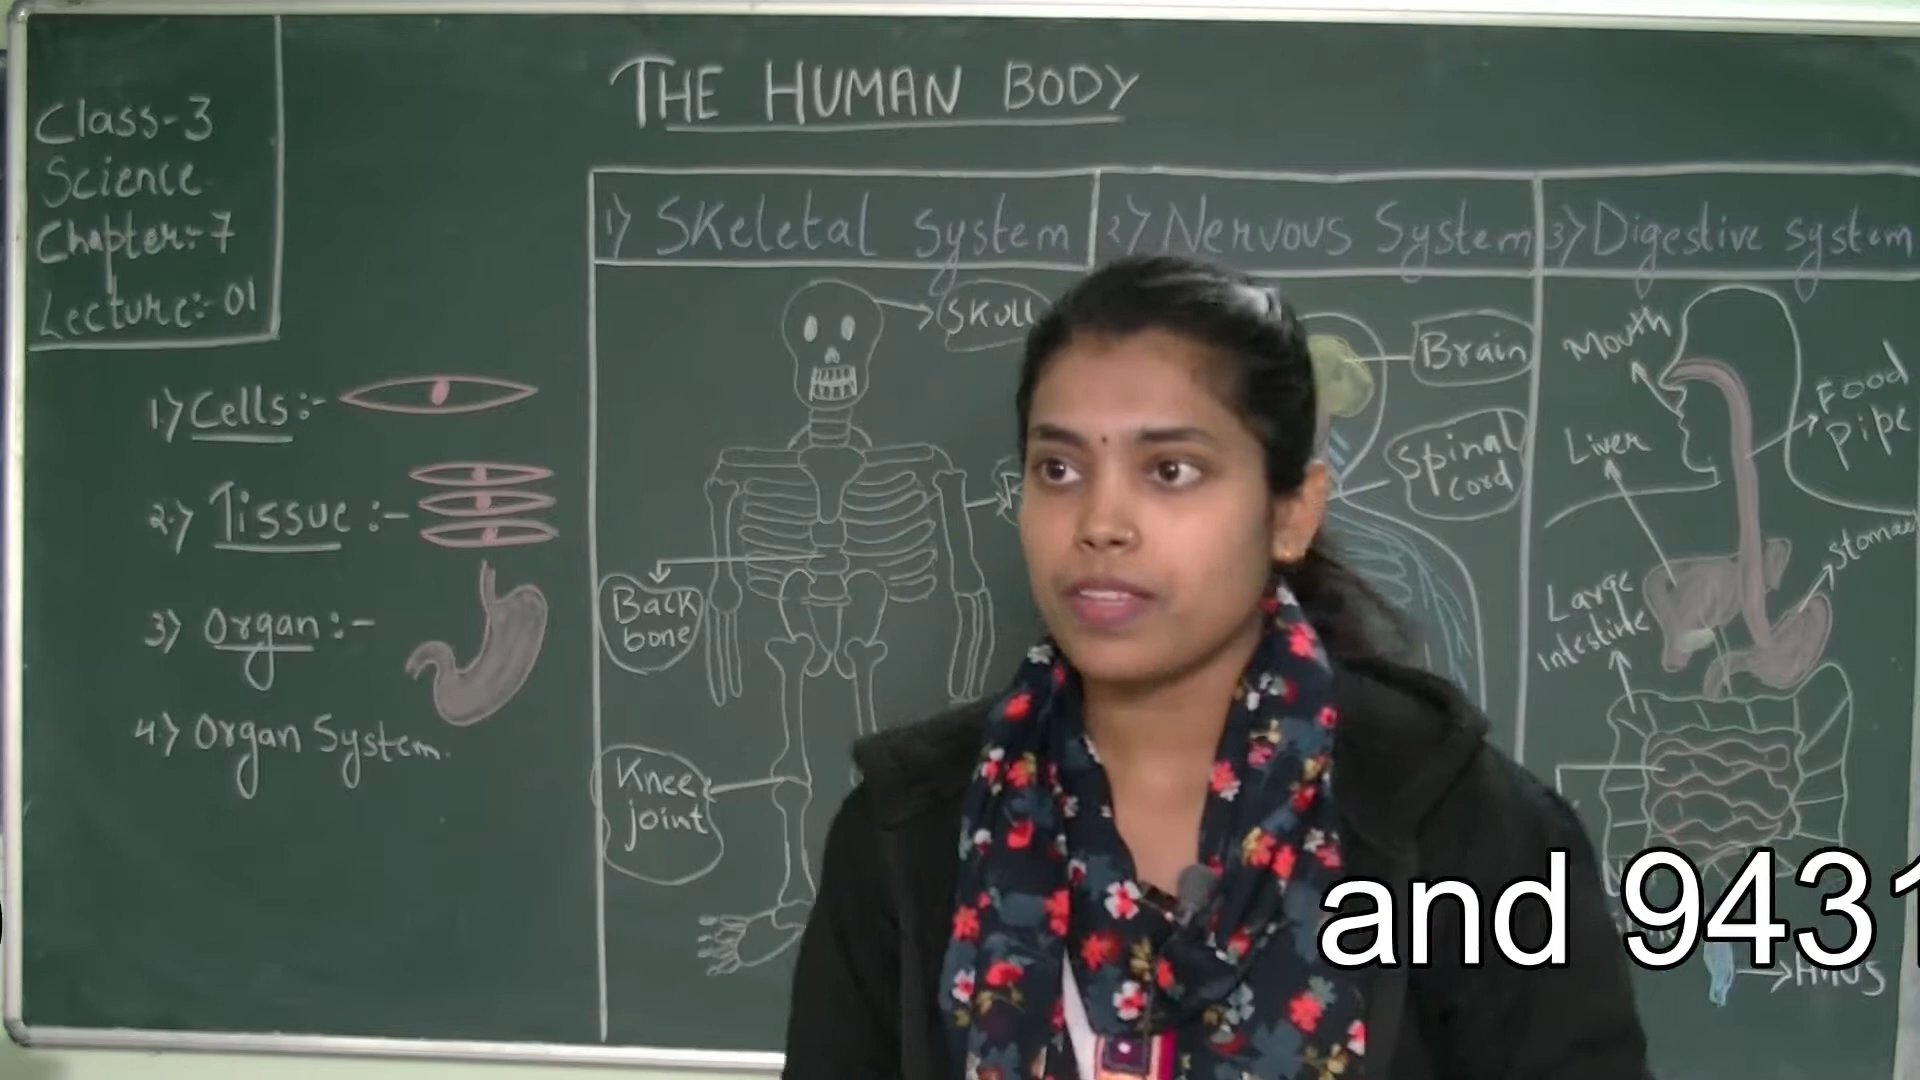 THE HUMAN BODY
Class-3
Science
Chapter:-7
Lecture:-01
1) Cells:-
2) Tissue:-
3) Organ:-
4) Organ System.
1) Skeletal System
Skull
Back
bone
Knee
joint
2) Nervous System
Brain
Spinal
cord
3) Digestive system
Mouth
Food
Pipe
Liver
Large
intestine
and 9431